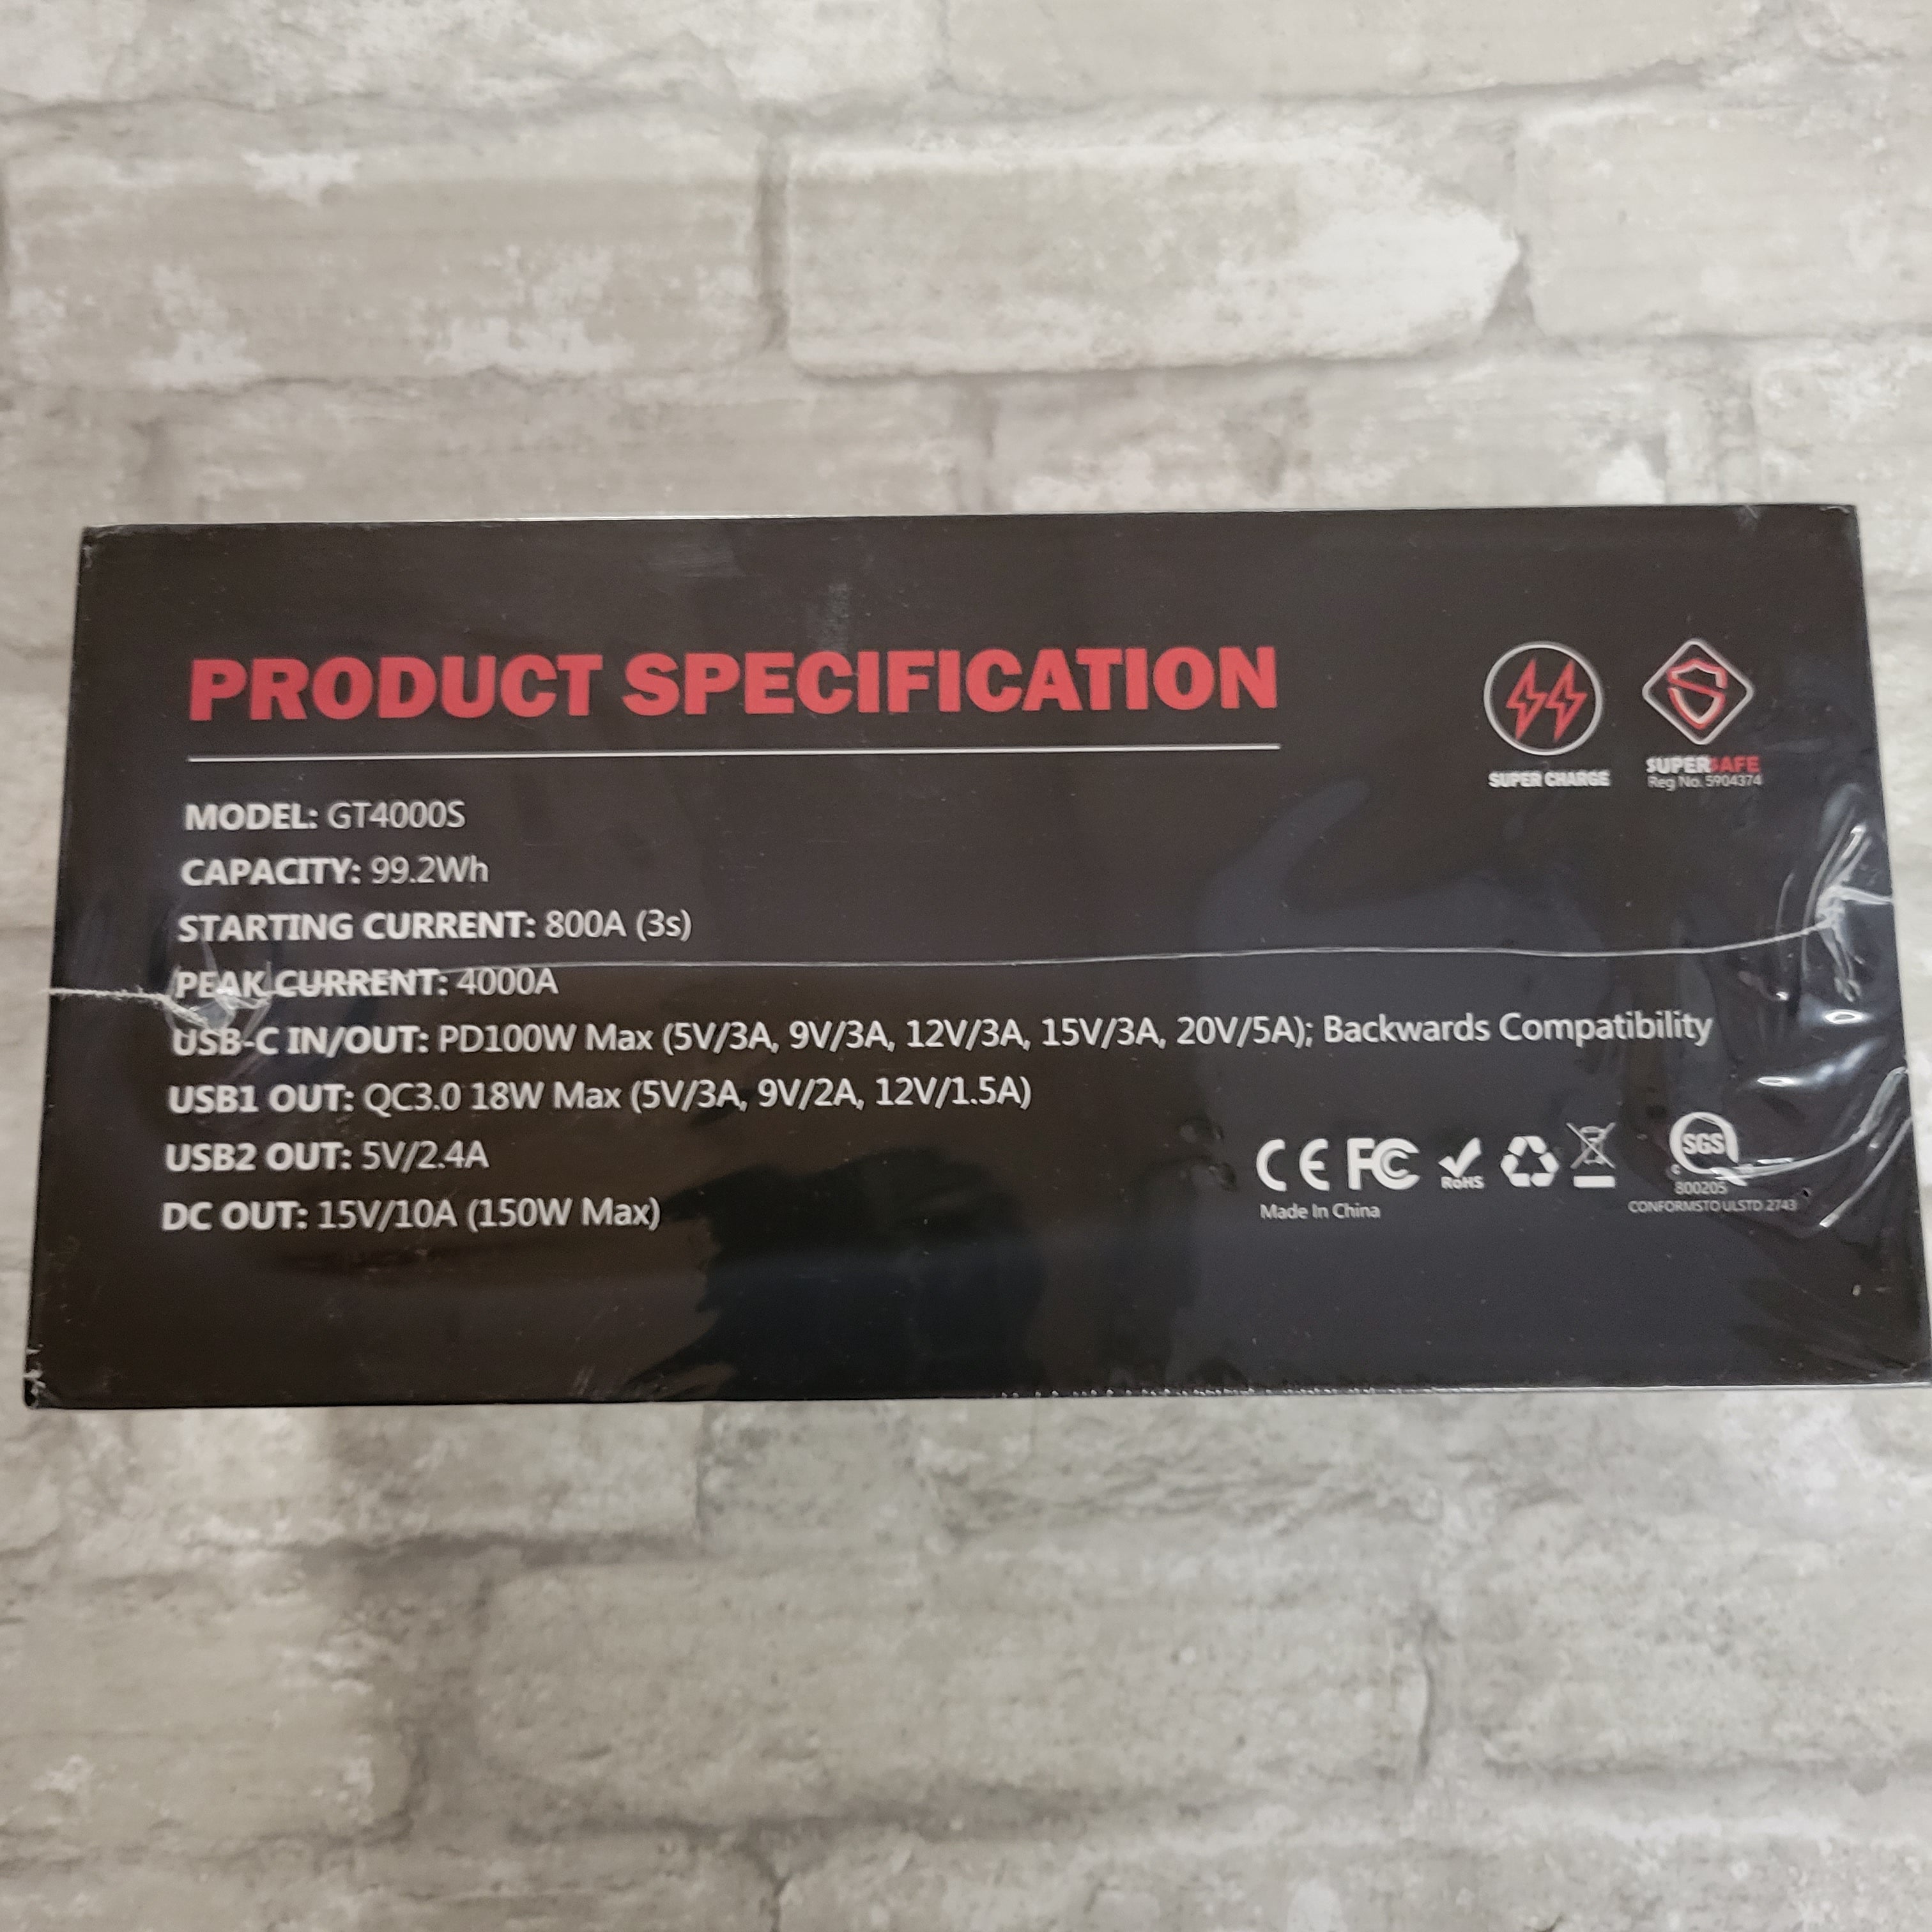 PRODUCT SPECIFICATION
SUPER CHARGE
SUPERSAFE
Reg No. 5904374
MODEL: GT4000S
CAPACITY: 99.2Wh
STARTING CURRENT: 800A (3s)
PEAK CURRENT: 4000A
USB-C IN/OUT: PD100W Max (5V/3A, 9V/3A, 12V/3A, 15V/3A, 20V/5A); Backwards Compatibility
USB1 OUT: QC3.0 18W Max (5V/3A, 9V/2A, 12V/1.5A)
USB2 OUT: 5V/2.4A
DC OUT: 15V/10A (150W Max)
CE FC RoHS
Made In China
SGS
c
800205
CONFORMSTO ULSTD 2743